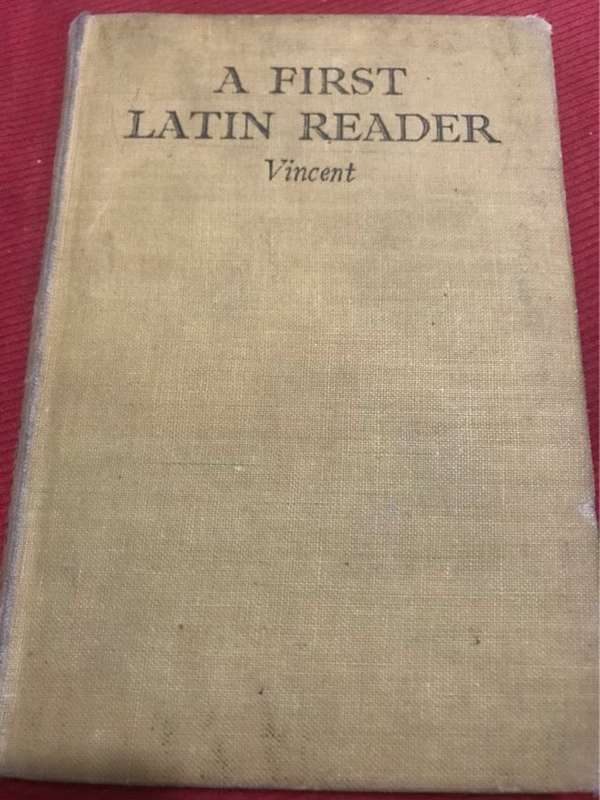 A FIRST
LATIN READER
Vincent